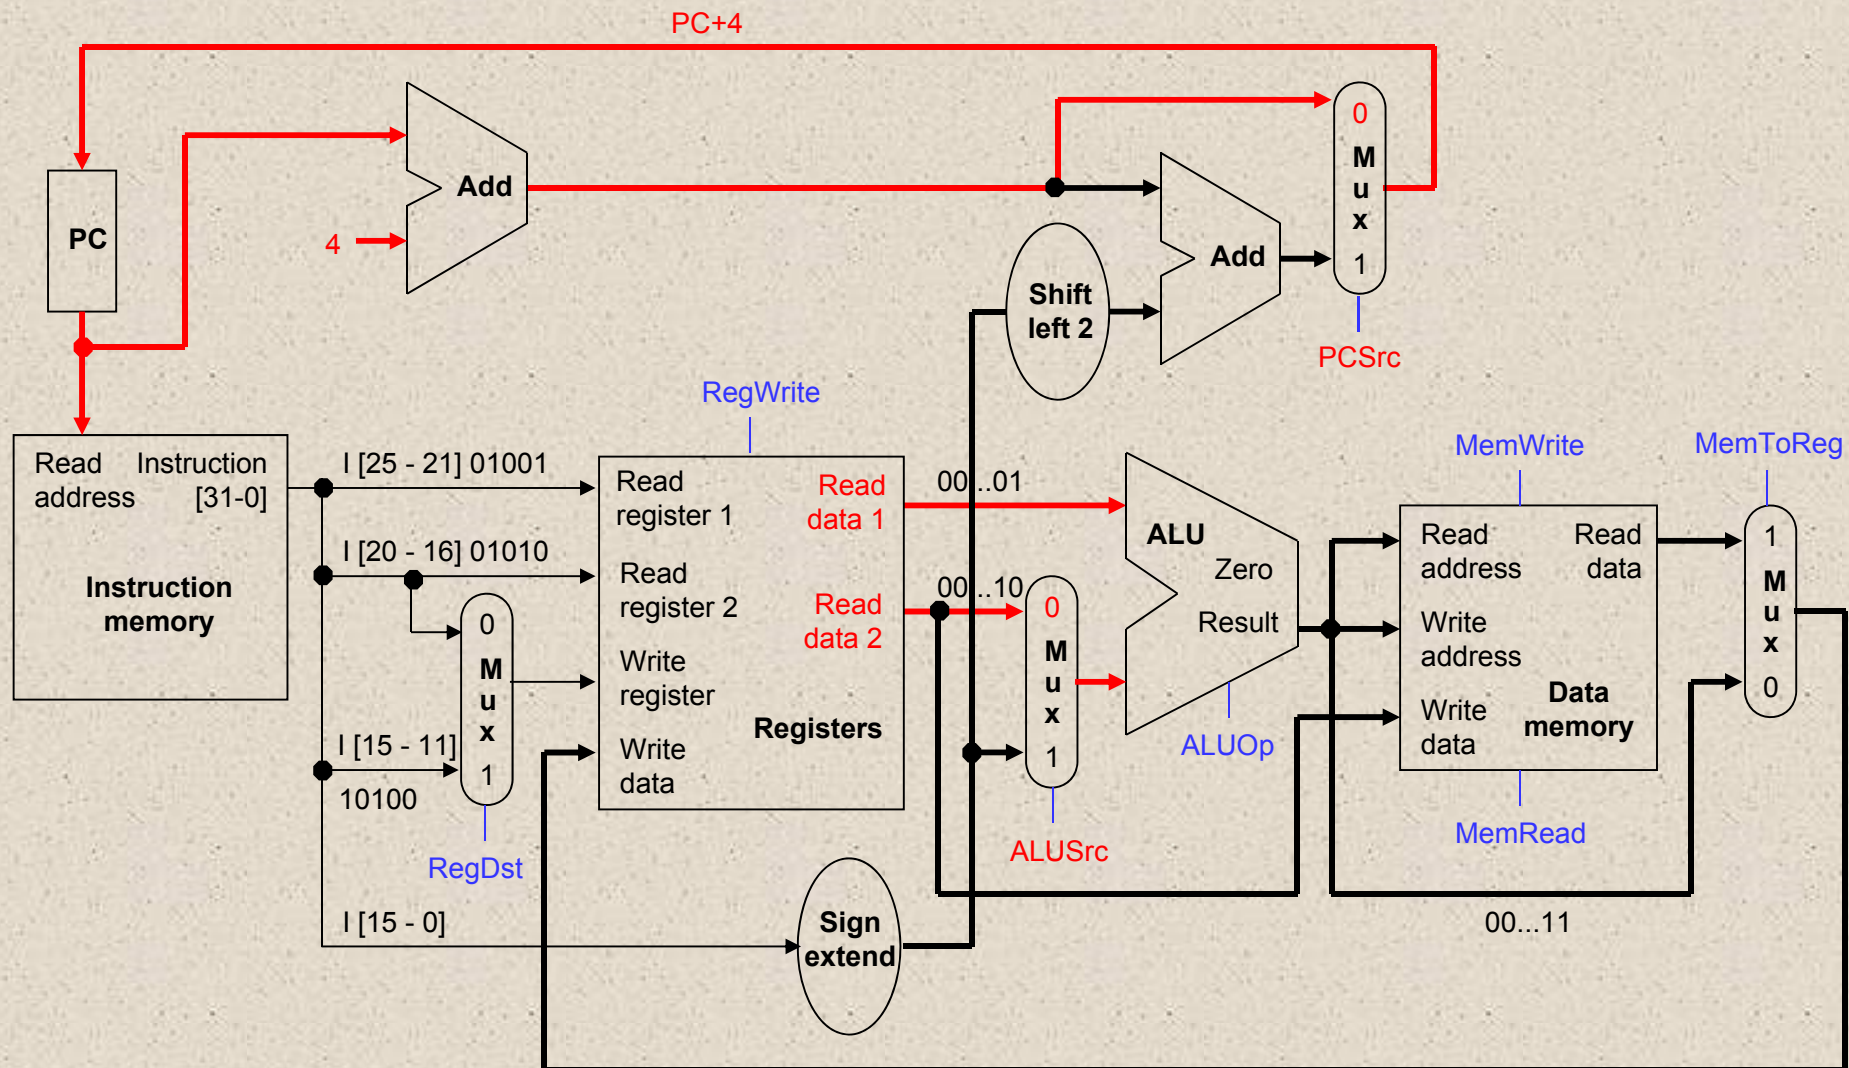 PC+4
PC
Add
4
0
M
u
x
1
PCSrc
Add
Shift
left 2
RegWrite
Read
address
Instruction
[31-0]
Instruction
memory
I [25 - 21] 01001
I [20 - 16] 01010
0
M
u
x
1
I [15 - 11]
10100
RegDst
I [15 - 0]
Read
register 1
Read
data 1
Read
register 2
Read
data 2
Write
register
Registers
Write
data
Sign
extend
00...01
00...10
0
M
u
x
1
ALUSrc
ALU
Zero
Result
ALUOp
MemWrite
Read
address
Read
data
Write
address
Write
data
Data
memory
MemRead
MemToReg
1
M
u
x
0
00...11